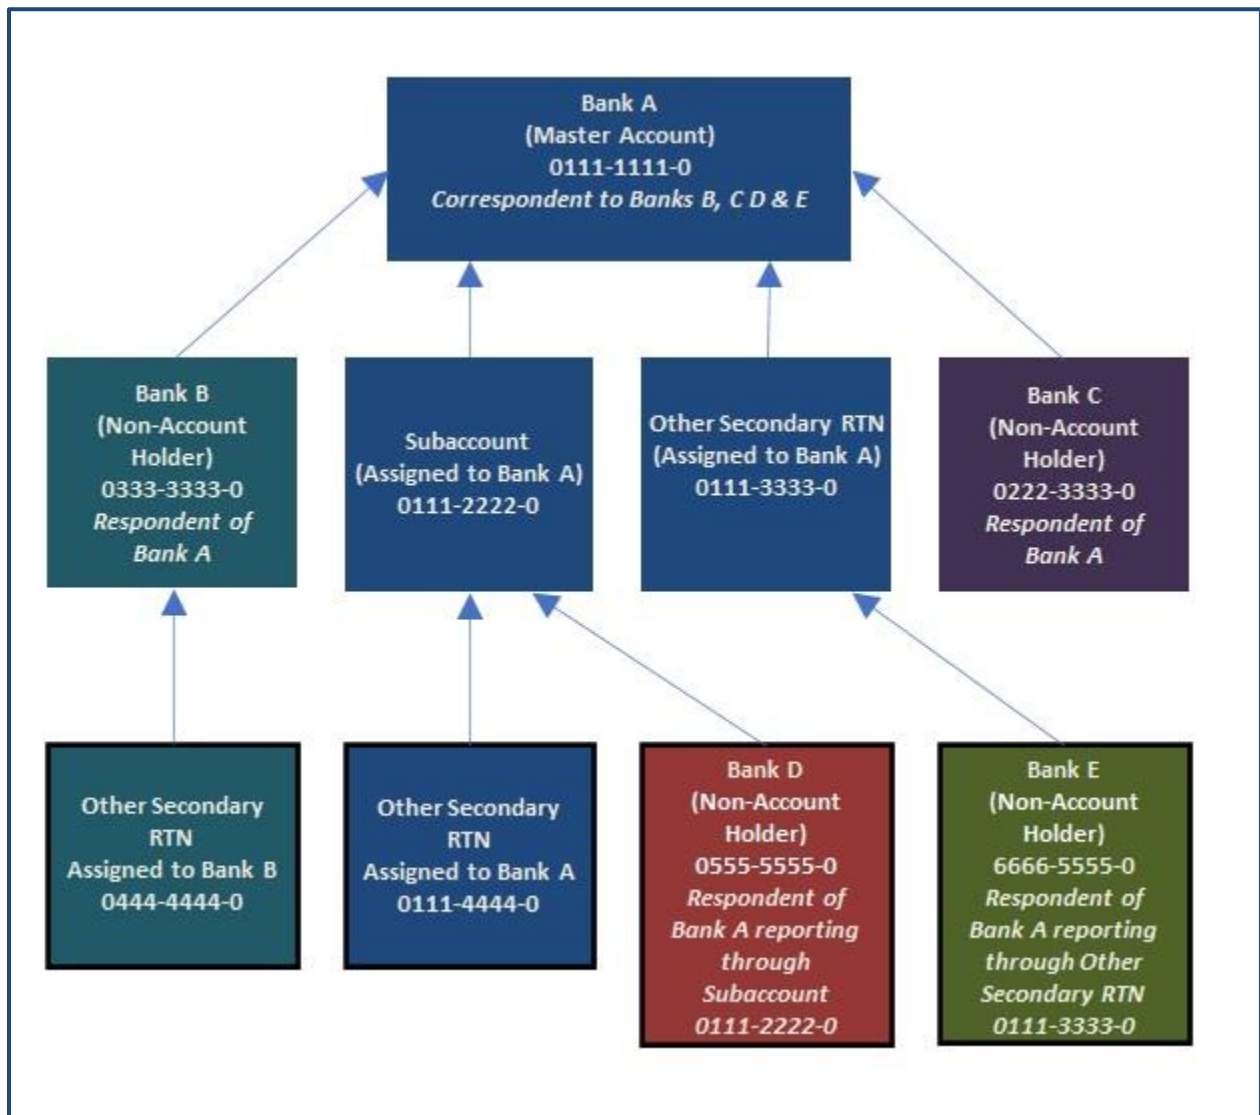 Bank A
(Master Account)
0111-1111-0
Correspondent to Banks B, C D & E
Bank B
(Non-Account
Holder)
0333-3333-0
Respondent of
Bank A
Subaccount
(Assigned to Bank A)
0111-2222-0
Other Secondary RTN
(Assigned to Bank A)
0111-3333-0
Bank C
(Non-Account
Holder)
0222-3333-0
Respondent of
Bank A
Other Secondary
RTN
Assigned to Bank B
0444-4444-0
Other Secondary
RTN
Assigned to Bank A
0111-4444-0
Bank D
(Non-Account
Holder)
0555-5555-0
Respondent of
Bank A reporting
through
Subaccount
0111-2222-0
Bank E
(Non-Account
Holder)
6666-5555-0
Respondent of
Bank A reporting
through Other
Secondary RTN
0111-3333-0